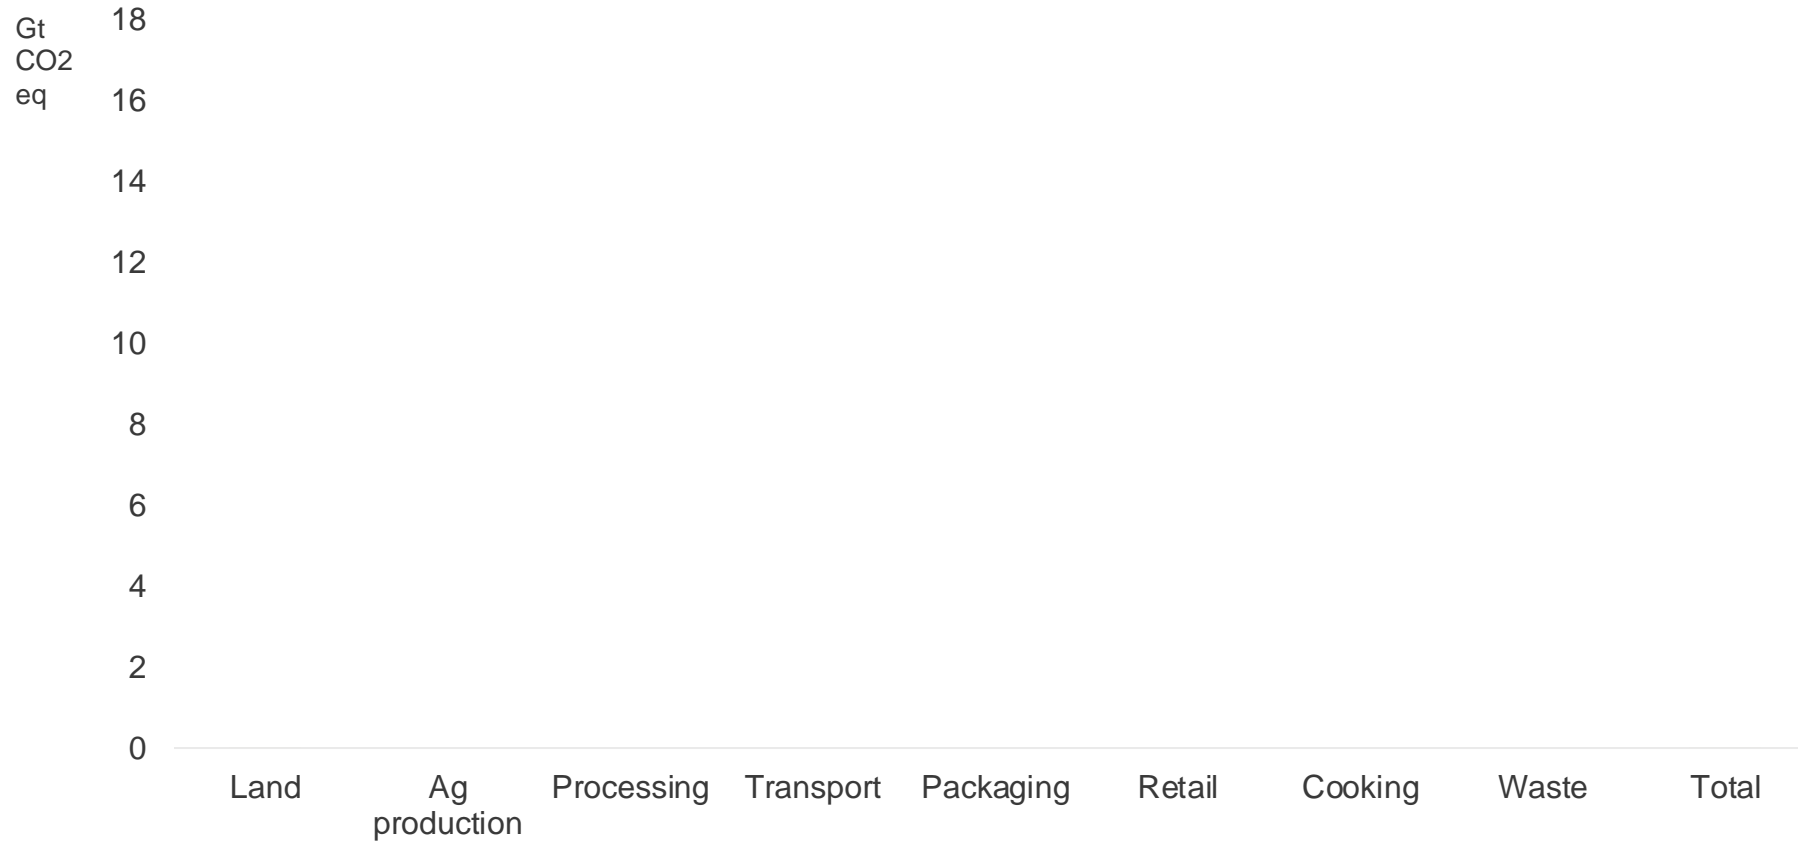 Gt
CO2
eq
18
16
14
12
10
8
6
4
2
0
Land
Ag
production
Processing
Transport
Packaging
Retail
Cooking
Waste
Total